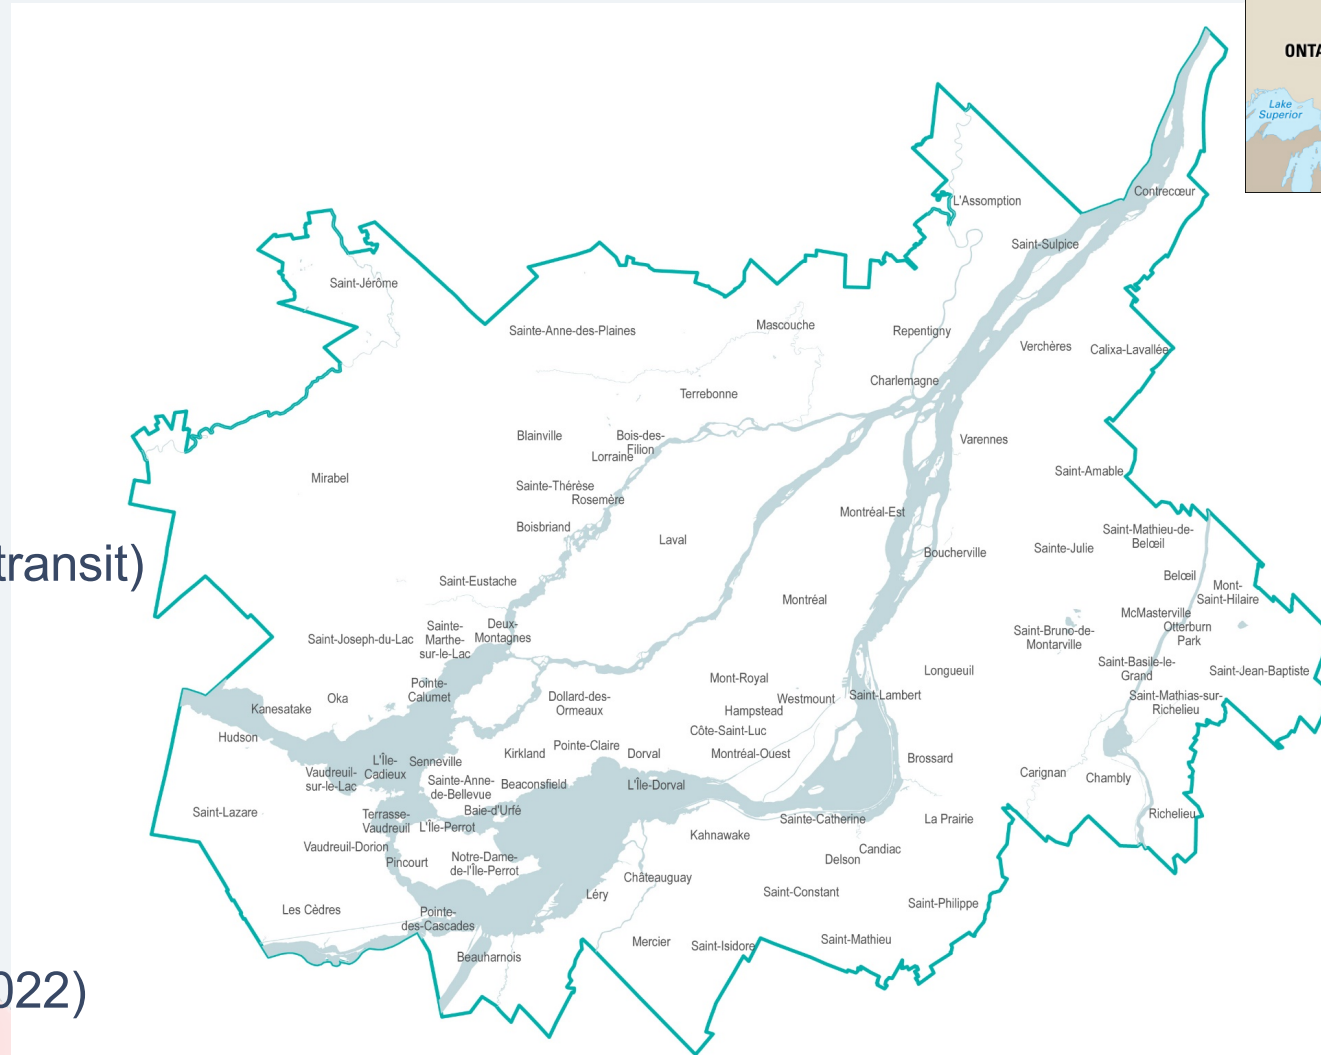 ONTA
Lake
Superior
Contrecœur
L'Assomption
Saint-Sulpice
Saint-Jérôme
Sainte-Anne-des-Plaines
Mascouche
Repentigny
Verchères
Calixa-Lavallée
Charlemagne
Terrebonne
Blainville
Bois-des-
Filion
Lorraine
Varennes
Saint-Amable
Mirabel
Sainte-Thérèse
Rosemère
Boisbriand
Montréal-Est
Laval
Saint-Mathieu-de-
Belœil
Sainte-Julie
Boucherville
transit)
Saint-Eustache
Belœil
Mont-
Saint-Hilaire
Montréal
McMasterville
Otterburn
Park
Saint-Joseph-du-Lac
Sainte-
Marthe-
sur-le-Lac
Deux-
Montagnes
Saint-Bruno-de-
Montarville
Saint-Basile-le-
Grand
Saint-Jean-Baptiste
Longueuil
Mont-Royal
Pointe-
Calumet
Oka
Kanesatake
Dollard-des-
Ormeaux
Westmount
Saint-Lambert
Hampstead
Saint-Mathias-sur-
Richelieu
Hudson
Côte-Saint-Luc
Kirkland
Pointe-Claire
Dorval
Montréal-Ouest
Brossard
L'Île-
Cadieux
Senneville
Vaudreuil-
sur-le-Lac
Sainte-Anne-
de-Bellevue
Beaconsfield
L'Île-Dorval
Carignan
Chambly
Saint-Lazare
Terrasse-
Vaudreuil
Baie-d'Urfé
L'Île-Perrot
Sainte-Catherine
La Prairie
Richelieu
Kahnawake
Vaudreuil-Dorion
Pincourt
Notre-Dame-
de-l'Île-Perrot
Candiac
Delson
Châteauguay
Léry
Saint-Constant
Saint-Philippe
Les Cèdres
Pointe-
des-Cascades
Mercier
Saint-Isidore
Saint-Mathieu
Beauharnois
022)